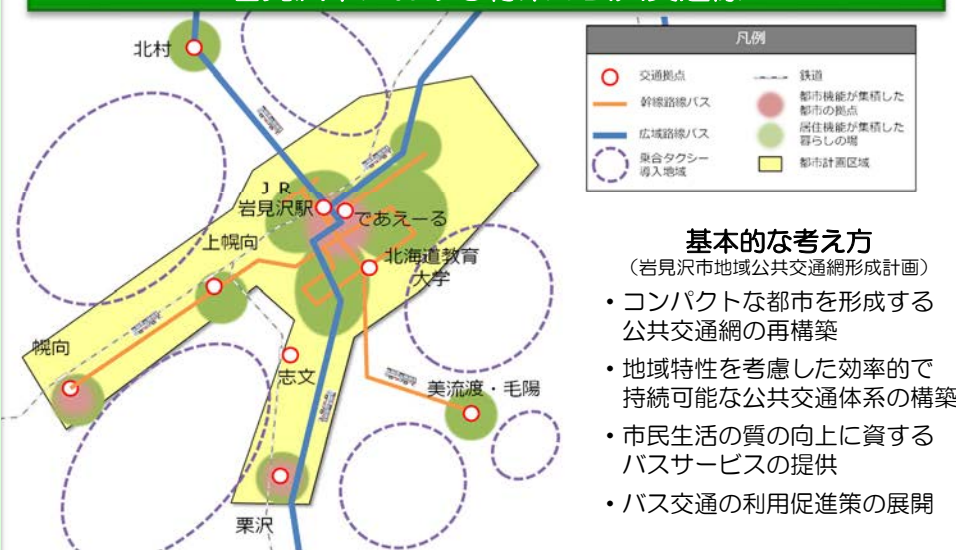 北村
JR
岩見沢駅
であえーる
上幌向
北海道教育
大学
幌向
志文
美流渡・毛陽
栗沢
凡例
交通拠点
鉄道
幹線路線バス
都市機能が集積した
都市の拠点
広域路線バス
居住機能が集積した
暮らしの場
乗合タクシー
導入地域
都市計画区域
基本的な考え方
(岩見沢市地域公共交通網形成計画)
・コンパクトな都市を形成する
公共交通網の再構築
・地域特性を考慮した効率的で
持続可能な公共交通体系の構築
・市民生活の質の向上に資する
バスサービスの提供
・バス交通の利用促進策の展開